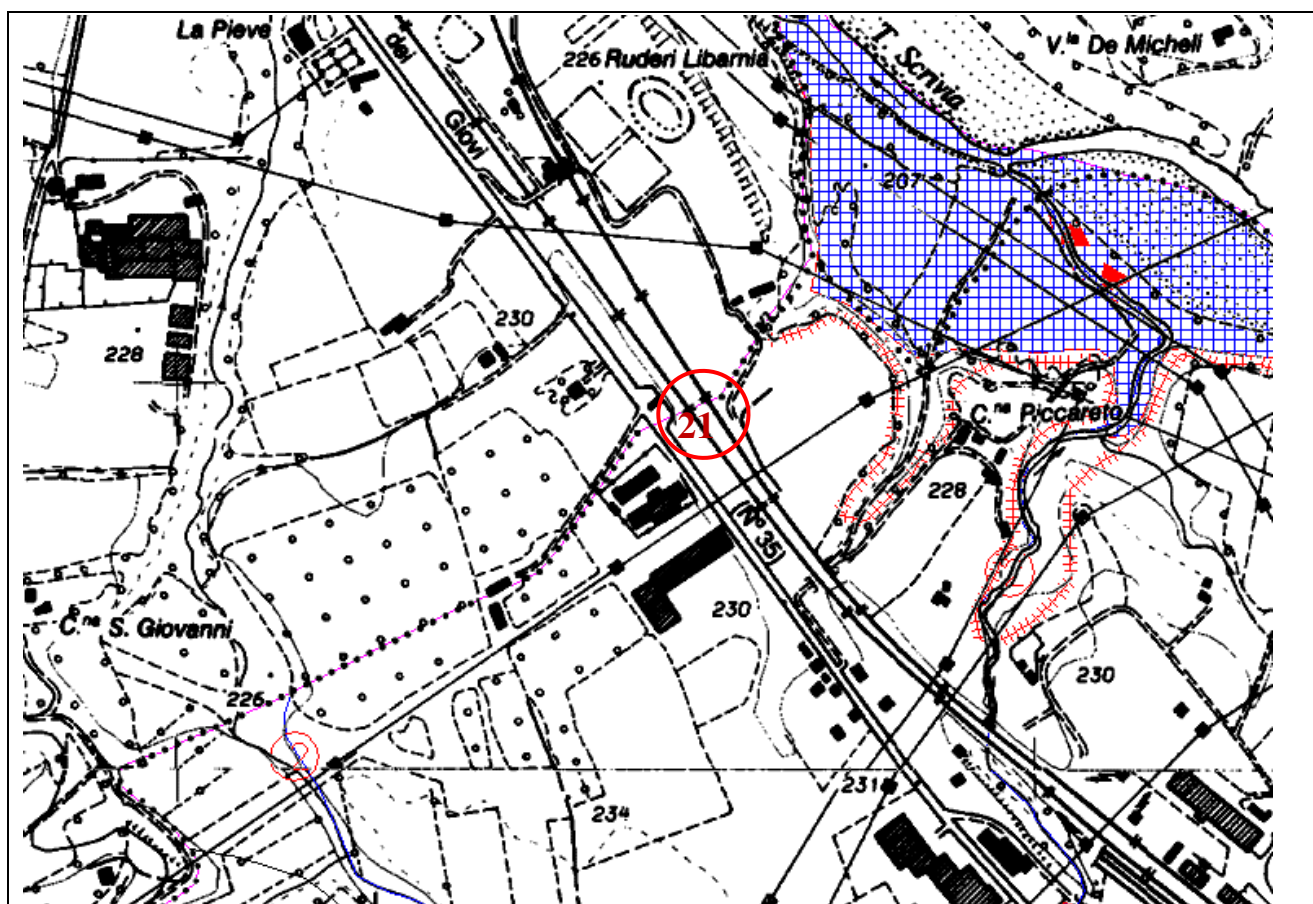 La Pieve
dei
Giovi
226 Ruderi Libarnia
T. Scrivia
V.la De Micheli
207
230
228
21
C.na Piccareto
228
(N° 35)
230
C.na S. Giovanni
226
230
231
234